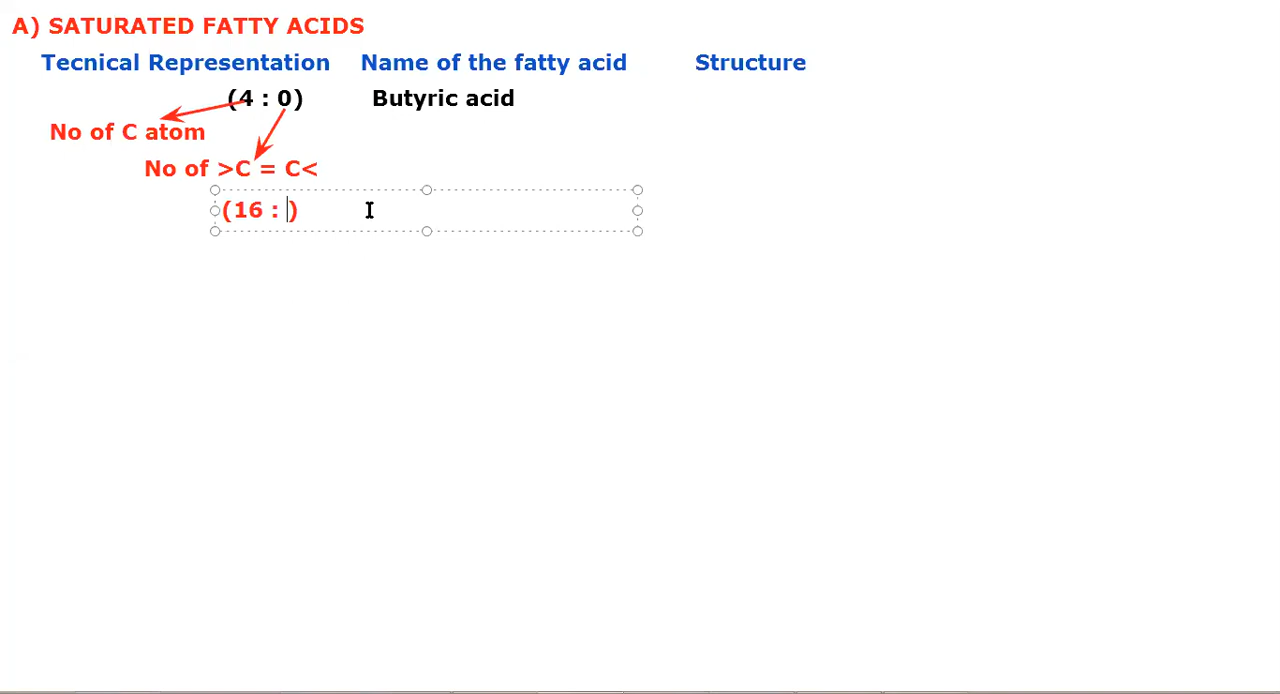 A) SATURATED FATTY ACIDS
Tecnical Representation Name of the fatty acid Structure
(4 : 0) Butyric acid
No of C atom
No of >C = C<
(16 : )